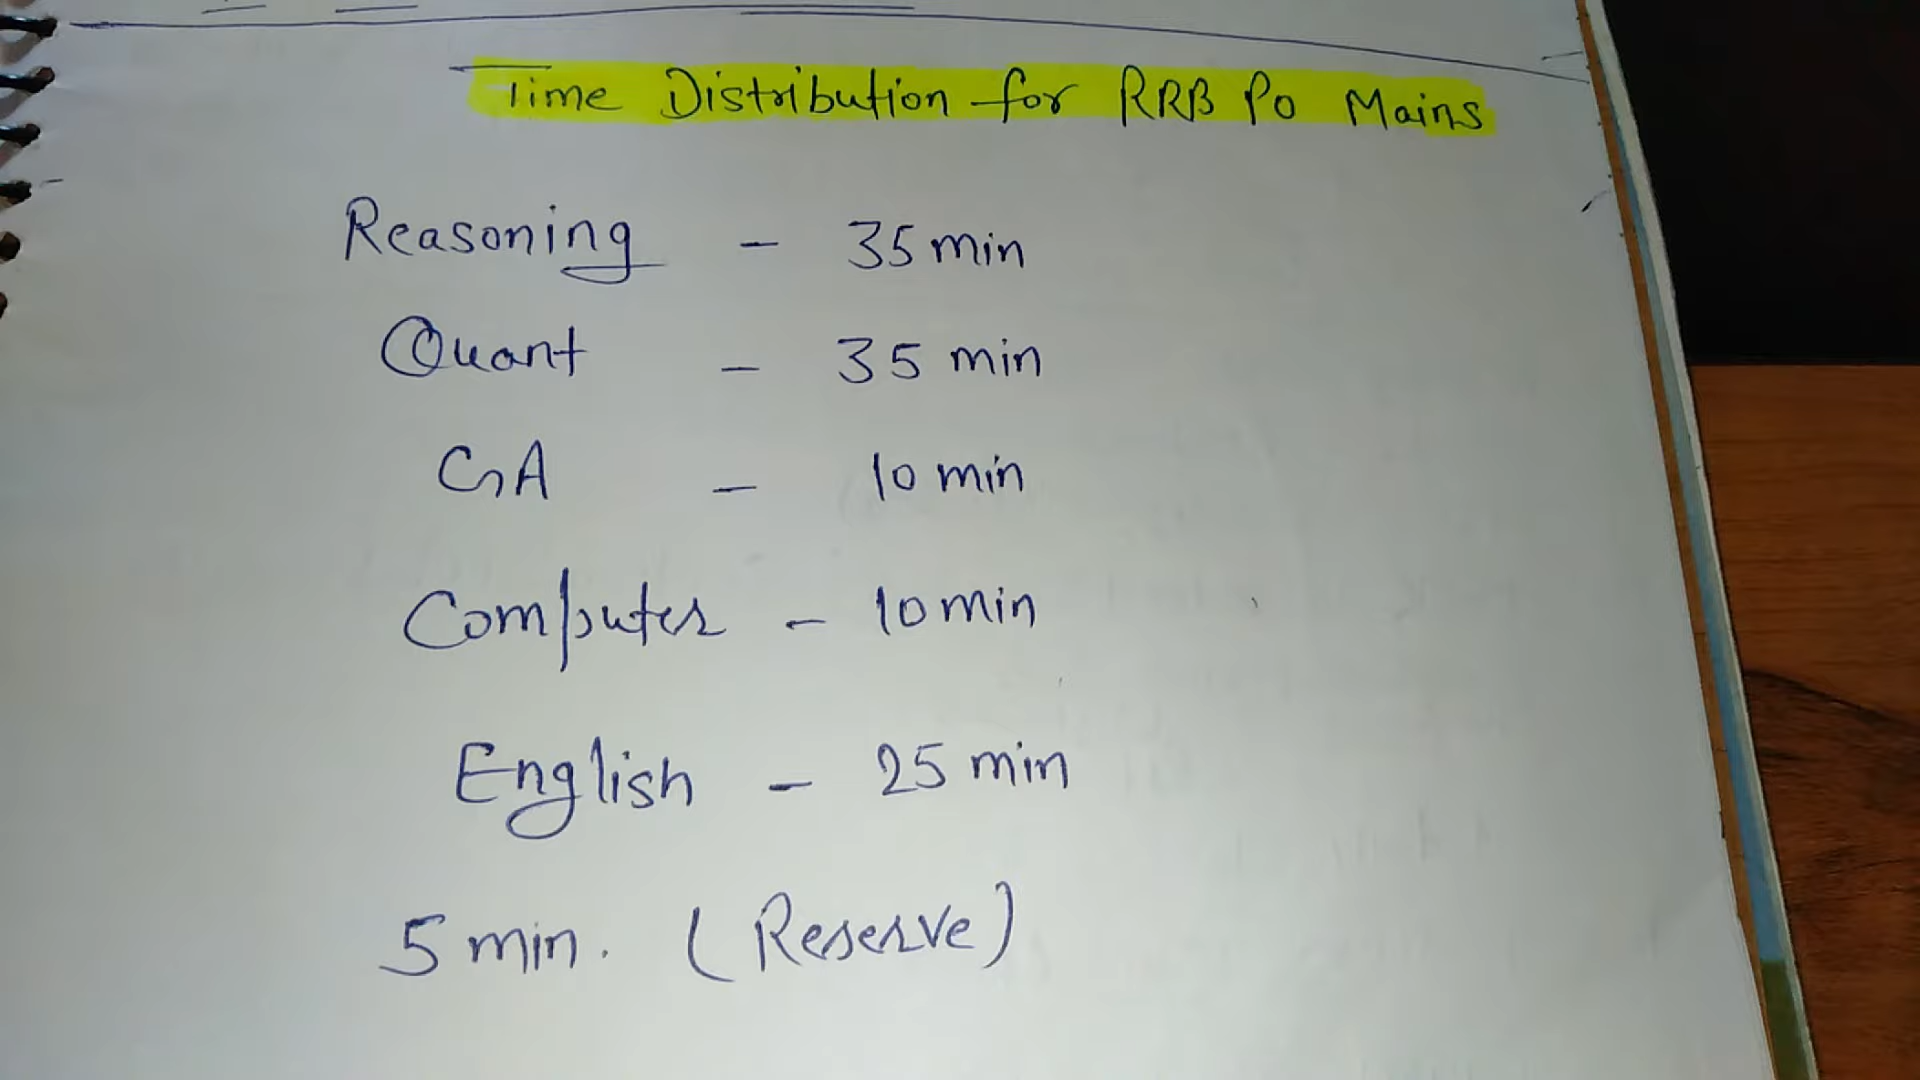 Time Distribution for RRB PO Mains
Reasoning - 35 min
Quant - 35 min
GA - 10 min
Computer - 10 min
English - 25 min
5 min. (Reserve)